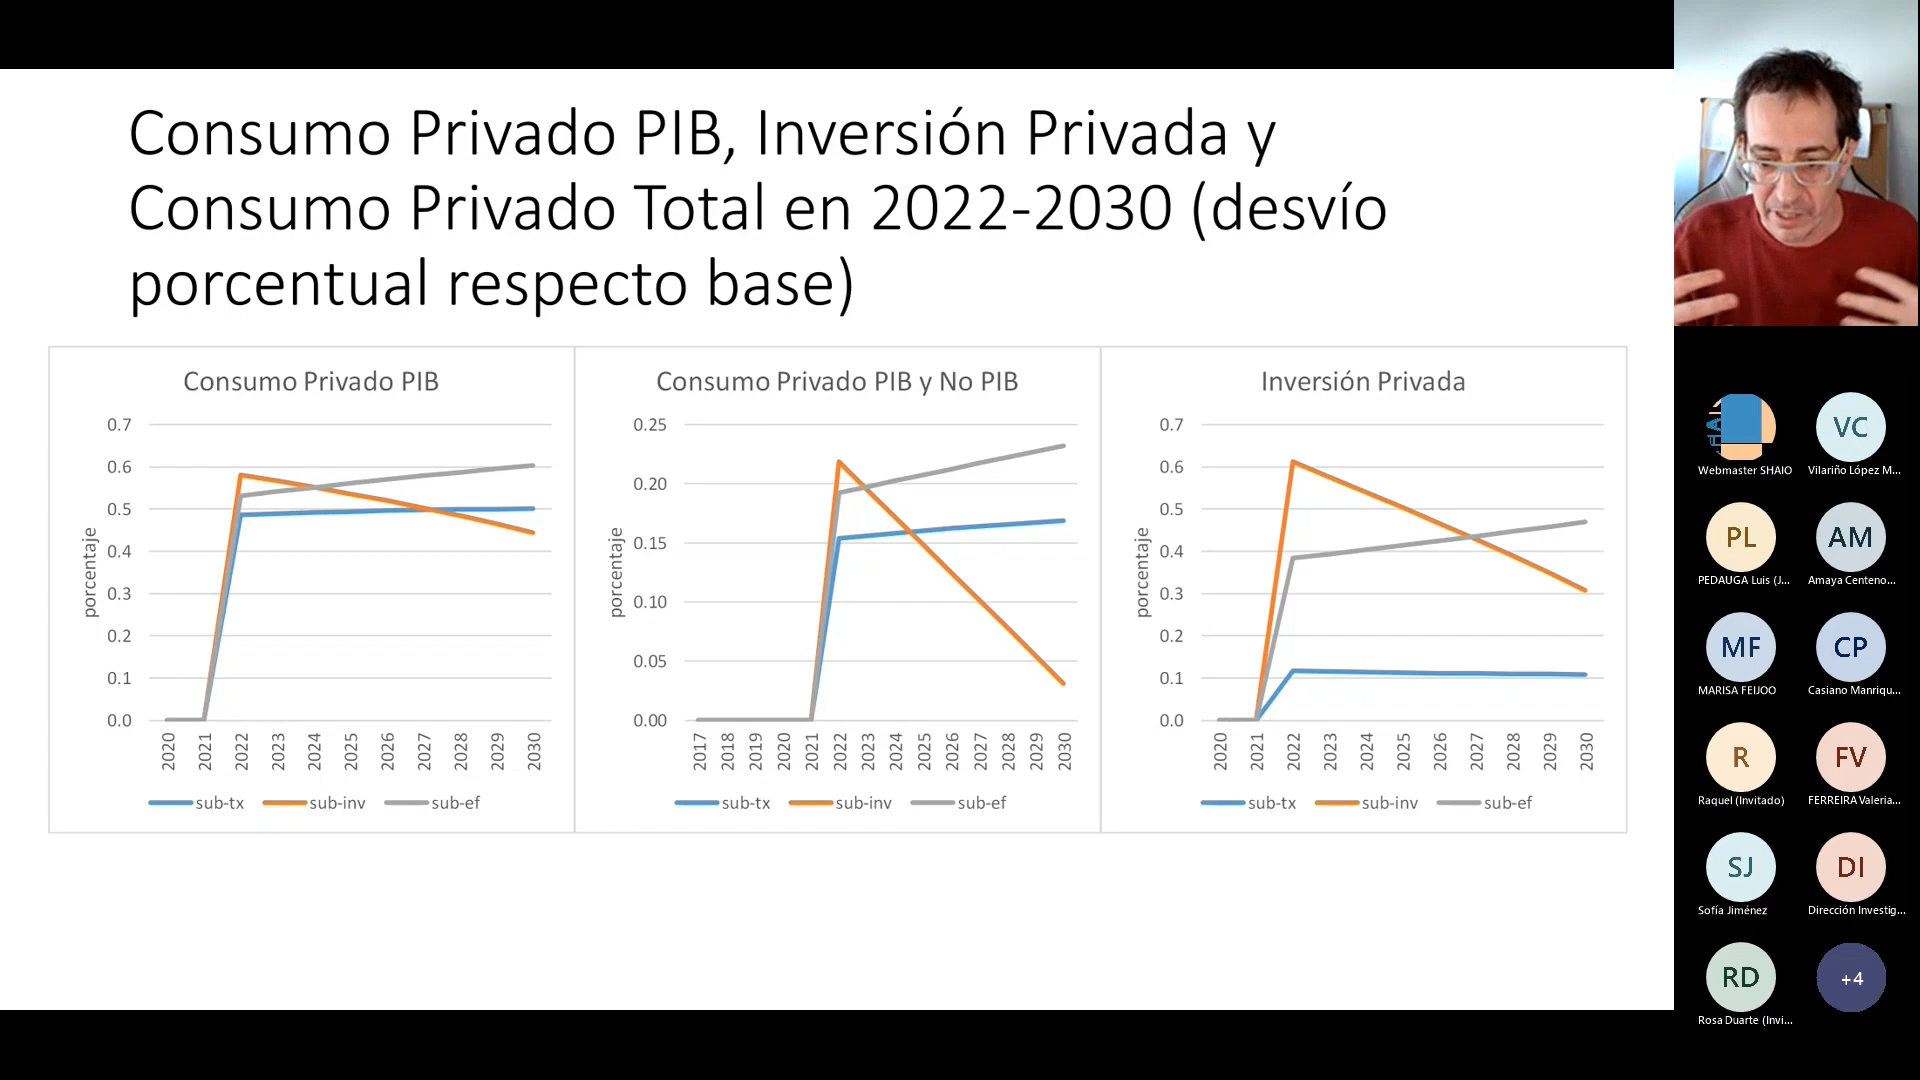 Consumo Privado PIB, Inversión Privada y
Consumo Privado Total en 2022-2030 (desvío
porcentual respecto base)
Consumo Privado PIB
porcentaje
0.7
0.6
0.5
0.4
0.3
0.2
0.1
0.0
2020 2021 2022 2023 2024 2025 2026 2027 2028 2029 2030
sub-tx sub-inv sub-ef
Consumo Privado PIB y No PIB
porcentaje
0.25
0.20
0.15
0.10
0.05
0.00
2017 2018 2019 2020 2021 2022 2023 2024 2025 2026 2027 2028 2029 2030
sub-tx sub-inv sub-ef
Inversión Privada
porcentaje
0.7
0.6
0.5
0.4
0.3
0.2
0.1
0.0
2020 2021 2022 2023 2024 2025 2026 2027 2028 2029 2030
sub-tx sub-inv sub-ef
VC
Webmaster SHAIO
Vilariño López M...
PL
AM
PEDAUGA Luis (J...
Amaya Centeno...
MF
CP
MARISA FEIJOO
Casiano Manriqu...
R
FV
Raquel (Invitado)
FERREIRA Valeria...
SJ
DI
Sofía Jiménez
Dirección Investig...
RD
+4
Rosa Duarte (Invi...